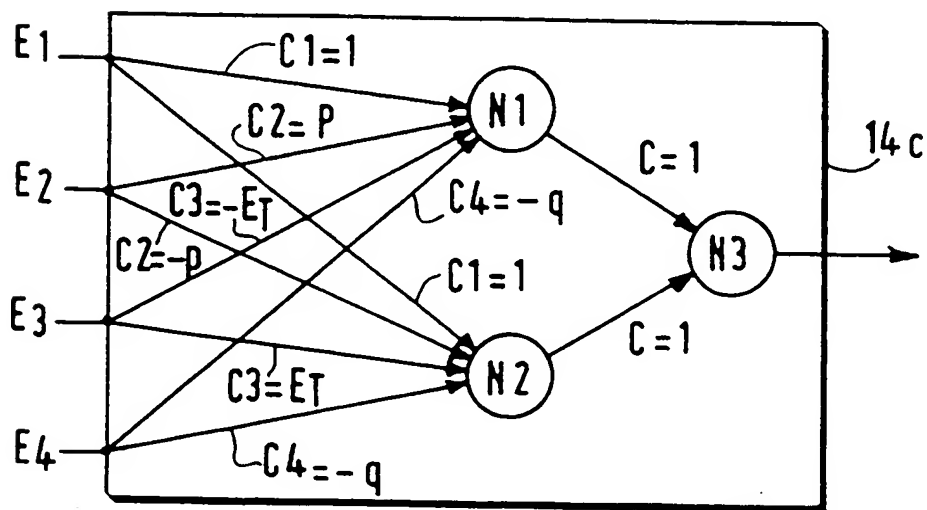 E1
C1=1
N1
C2=P
14c
C=1
E2
C3=-ET
C4=-q
C2=-p
N3
C1=1
E3
C=1
N2
C3=ET
E4
C4=-q